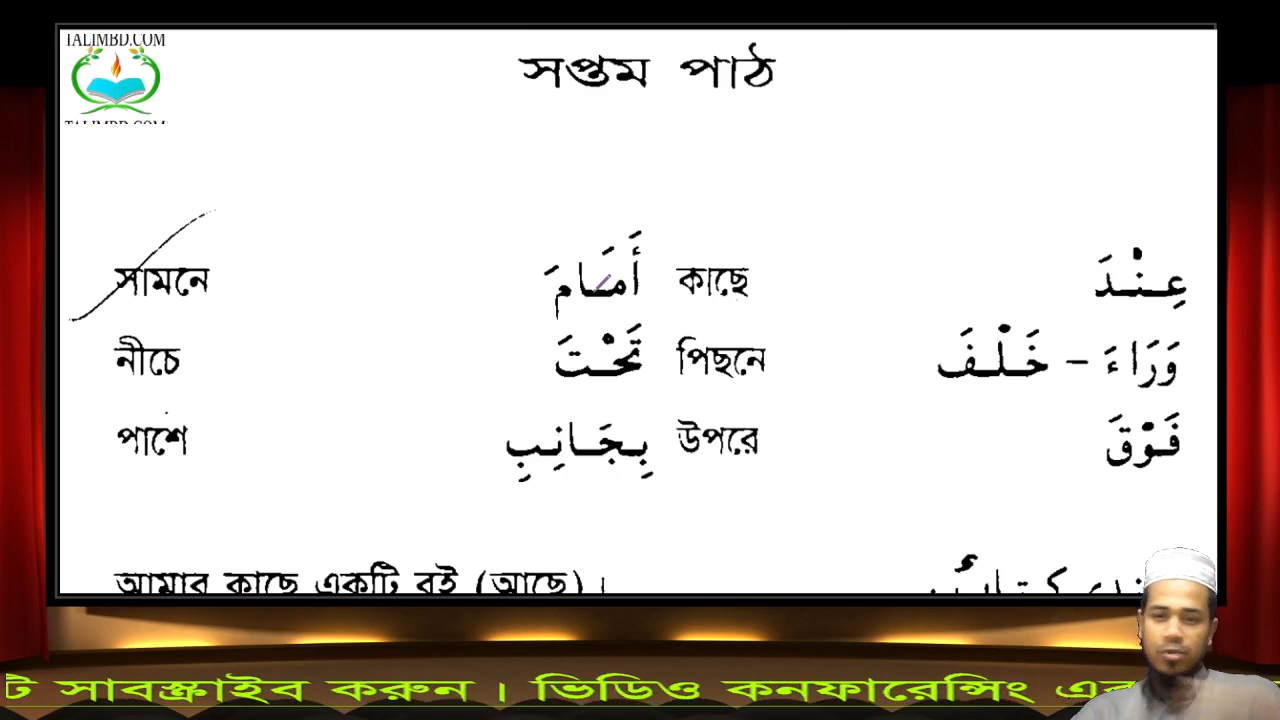 TALIMBD.COM
সপ্তম পাঠ
عِنْدَ কাছে أَمَامَ সামনে
وَرَاءَ - خَلْفَ পিছনে تَحْتَ নীচে
فَوْقَ উপরে بِجَانِبِ পাশে
আমার কাছে একটি বই (আছে) ।
সাবস্ক্রাইব করুন । ভিডিও কনফারেন্সিং